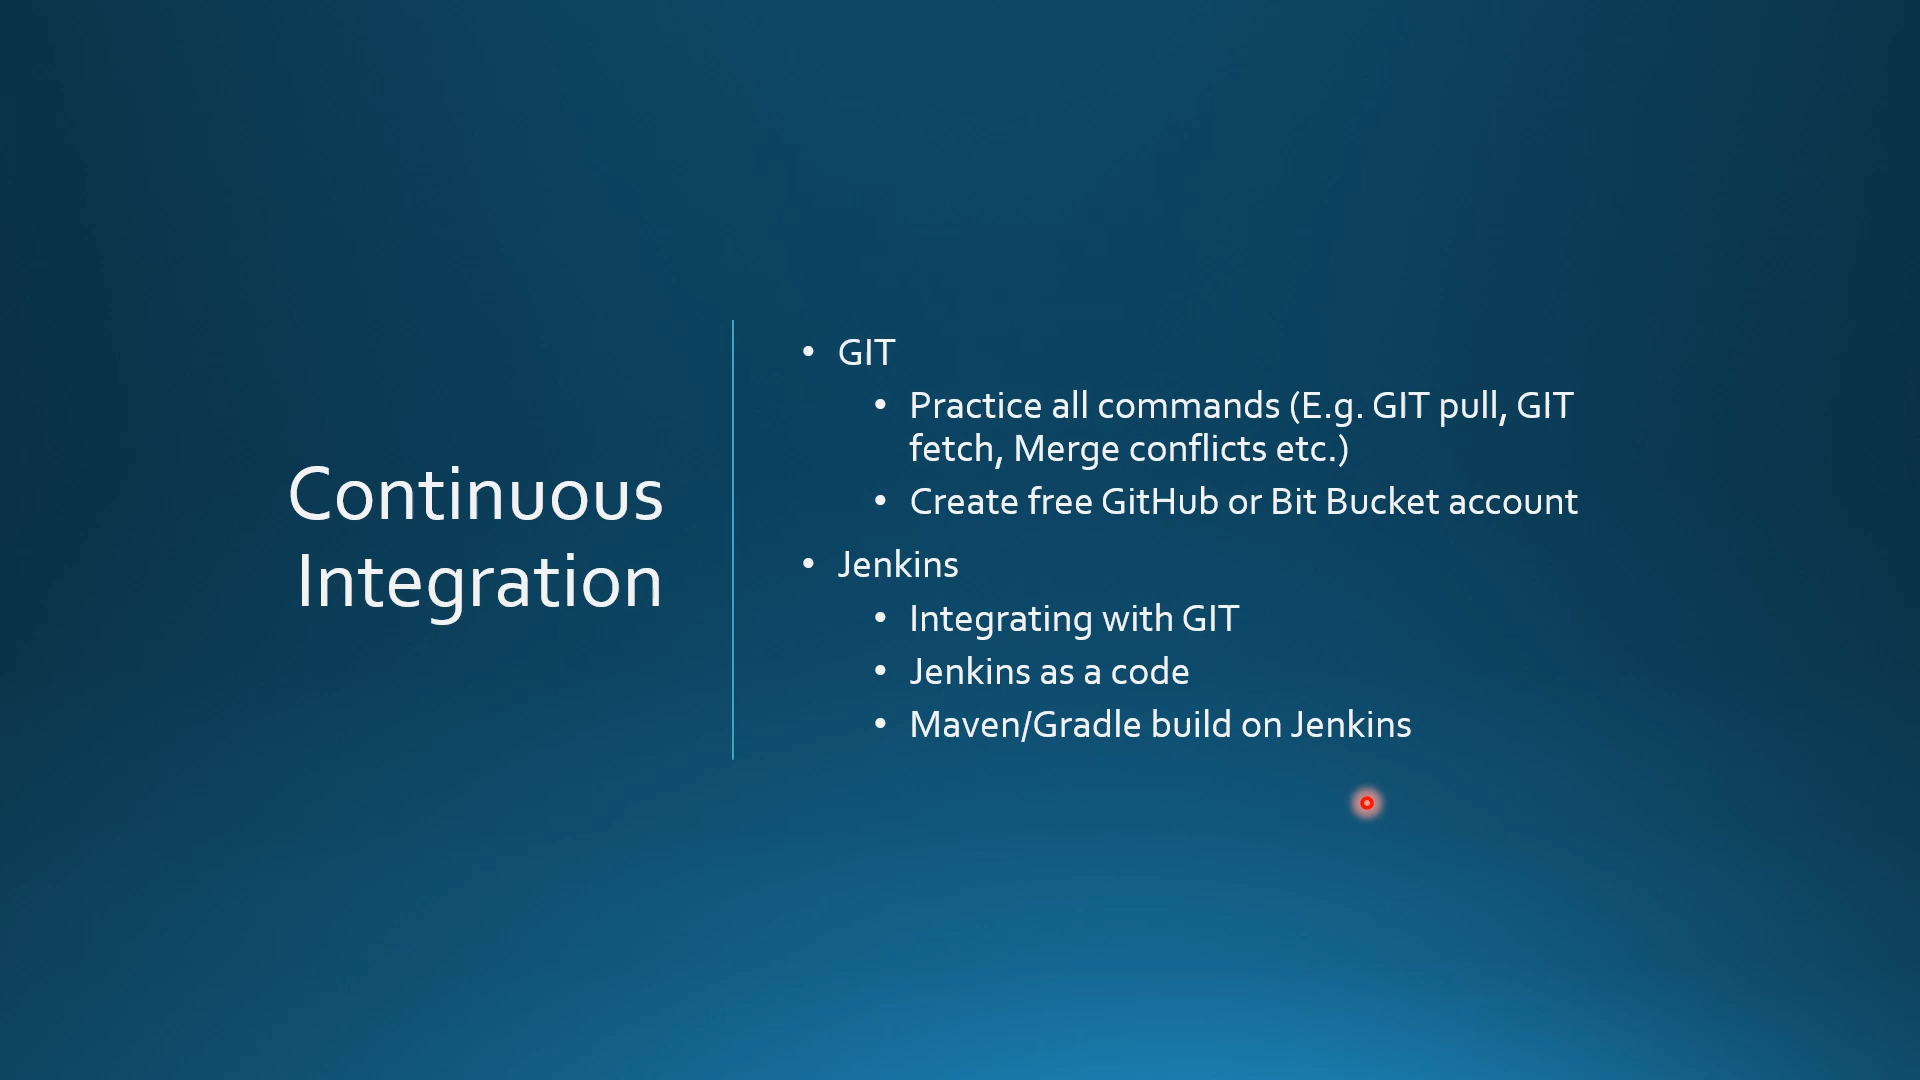 Continuous
Integration
• GIT
• Practice all commands (E.g. GIT pull, GIT
fetch, Merge conflicts etc.)
• Create free GitHub or Bit Bucket account
• Jenkins
• Integrating with GIT
• Jenkins as a code
• Maven/Gradle build on Jenkins